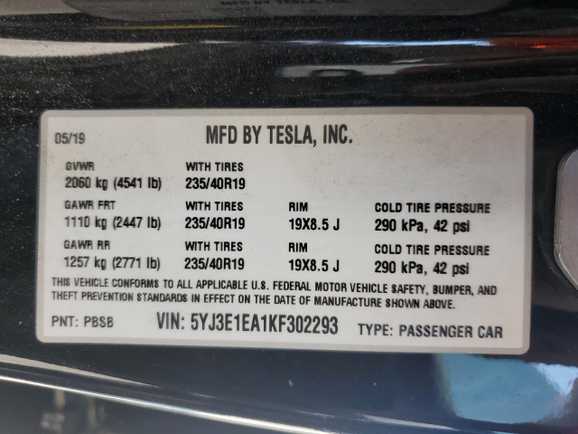 05/19 MFD BY TESLA, INC.
GVWR WITH TIRES
2060 kg (4541 lb) 235/40R19
GAWR FRT WITH TIRES RIM COLD TIRE PRESSURE
1110 kg (2447 lb) 235/40R19 19X8.5 J 290 kPa, 42 psi
GAWR RR WITH TIRES RIM COLD TIRE PRESSURE
1257 kg (2771 lb) 235/40R19 19X8.5 J 290 kPa, 42 psi
THIS VEHICLE CONFORMS TO ALL APPLICABLE U.S. FEDERAL MOTOR VEHICLE SAFETY, BUMPER, AND
THEFT PREVENTION STANDARDS IN EFFECT ON THE DATE OF MANUFACTURE SHOWN ABOVE.
PNT: PBSB VIN: 5YJ3E1EA1KF302293 TYPE: PASSENGER CAR